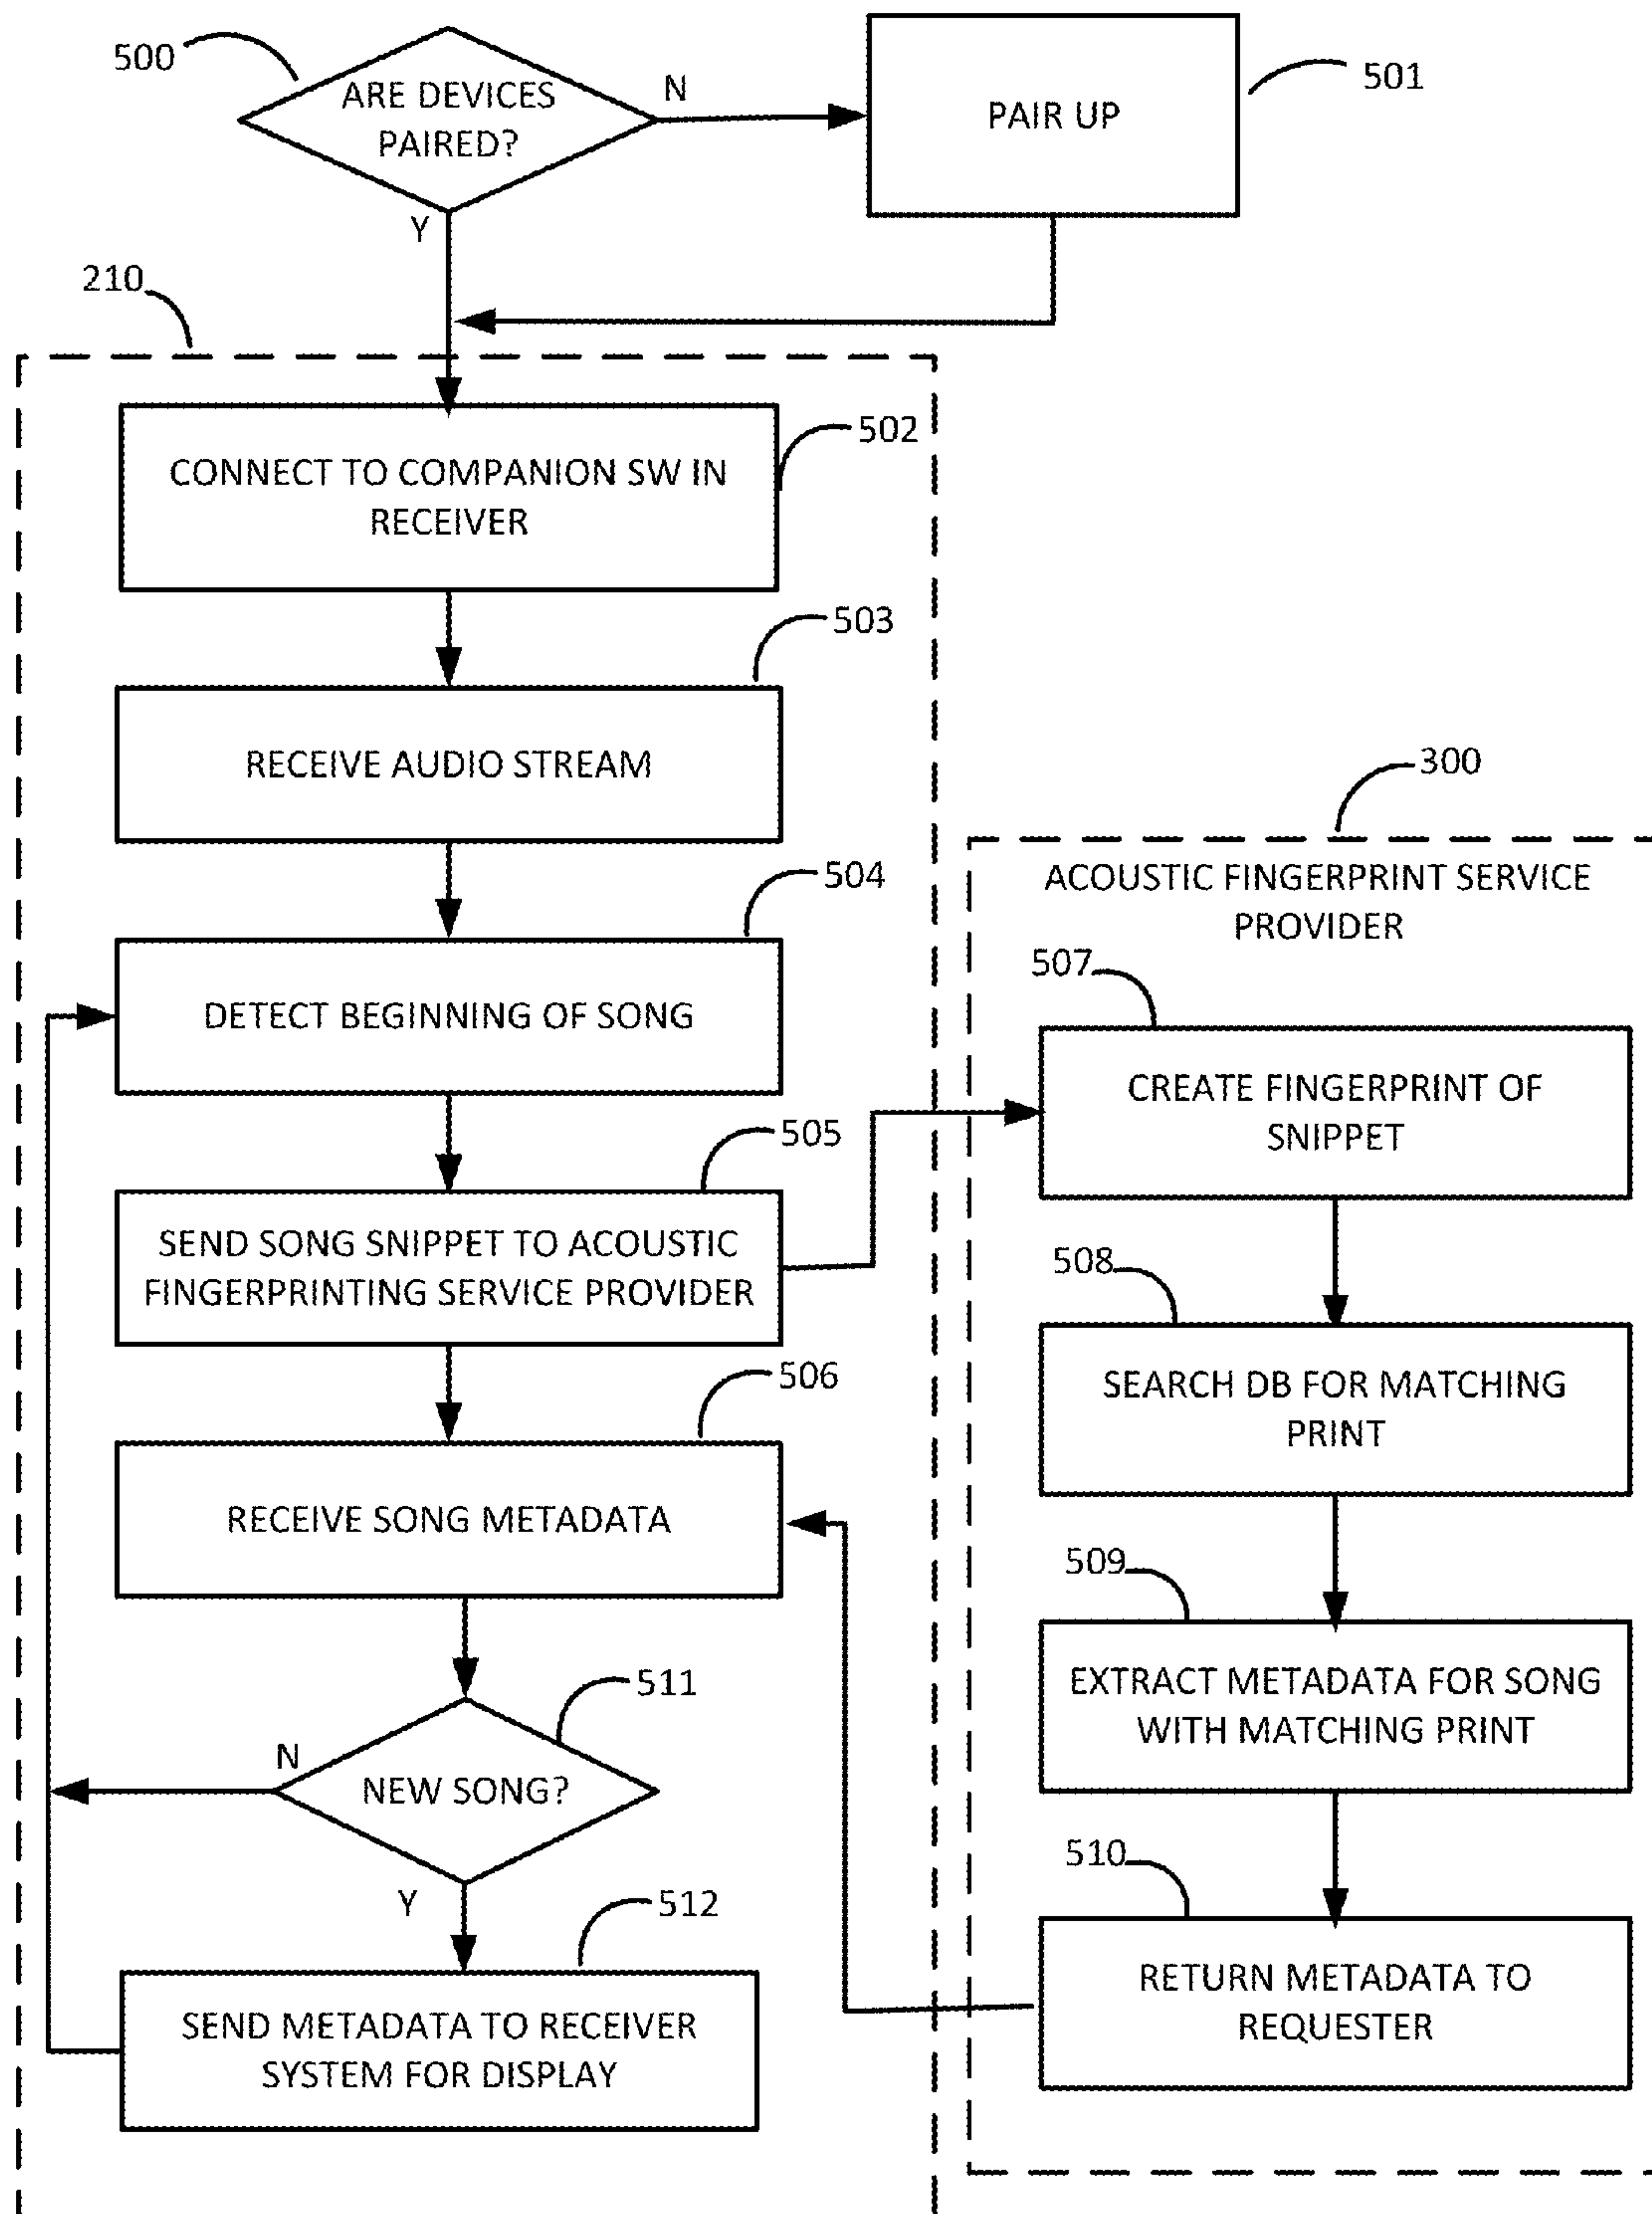 500
ARE DEVICES
PAIRED?
N
PAIR UP
501
Y
210
CONNECT TO COMPANION SW IN
RECEIVER
502
503
RECEIVE AUDIO STREAM
504
DETECT BEGINNING OF SONG
505
SEND SONG SNIPPET TO ACOUSTIC
FINGERPRINTING SERVICE PROVIDER
506
RECEIVE SONG METADATA
511
N
NEW SONG?
Y
512
SEND METADATA TO RECEIVER
SYSTEM FOR DISPLAY
300
ACOUSTIC FINGERPRINT SERVICE
PROVIDER
507
CREATE FINGERPRINT OF
SNIPPET
508
SEARCH DB FOR MATCHING
PRINT
509
EXTRACT METADATA FOR SONG
WITH MATCHING PRINT
510
RETURN METADATA TO
REQUESTER